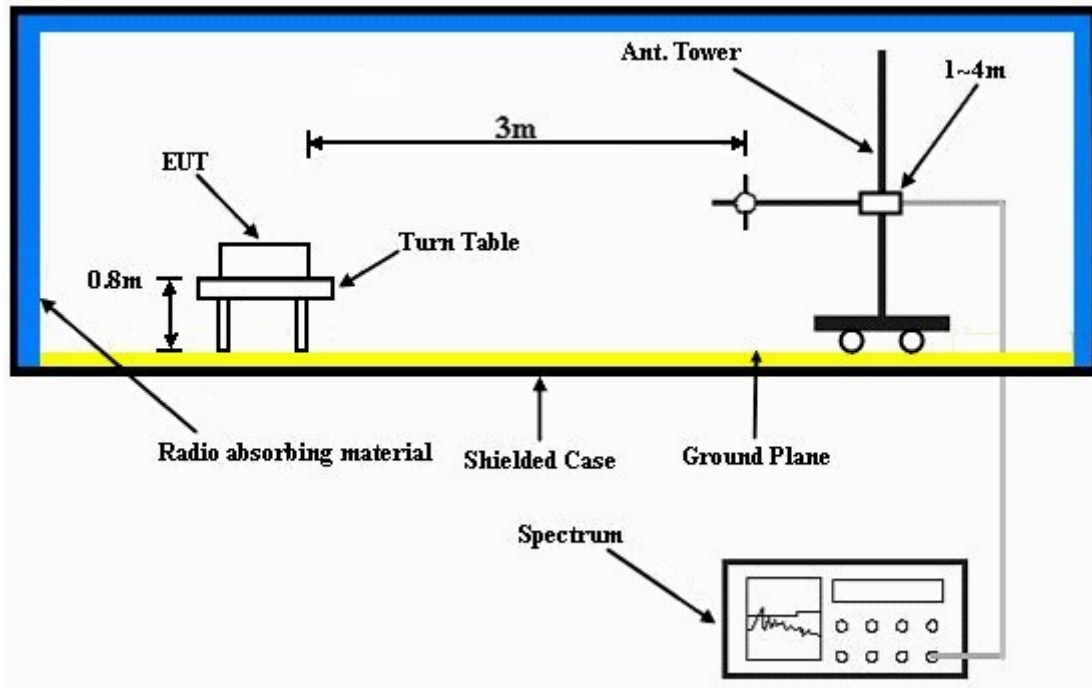 Ant. Tower
1~4m
3m
EUT
Turn Table
0.8m
Radio absorbing material
Shielded Case
Ground Plane
Spectrum